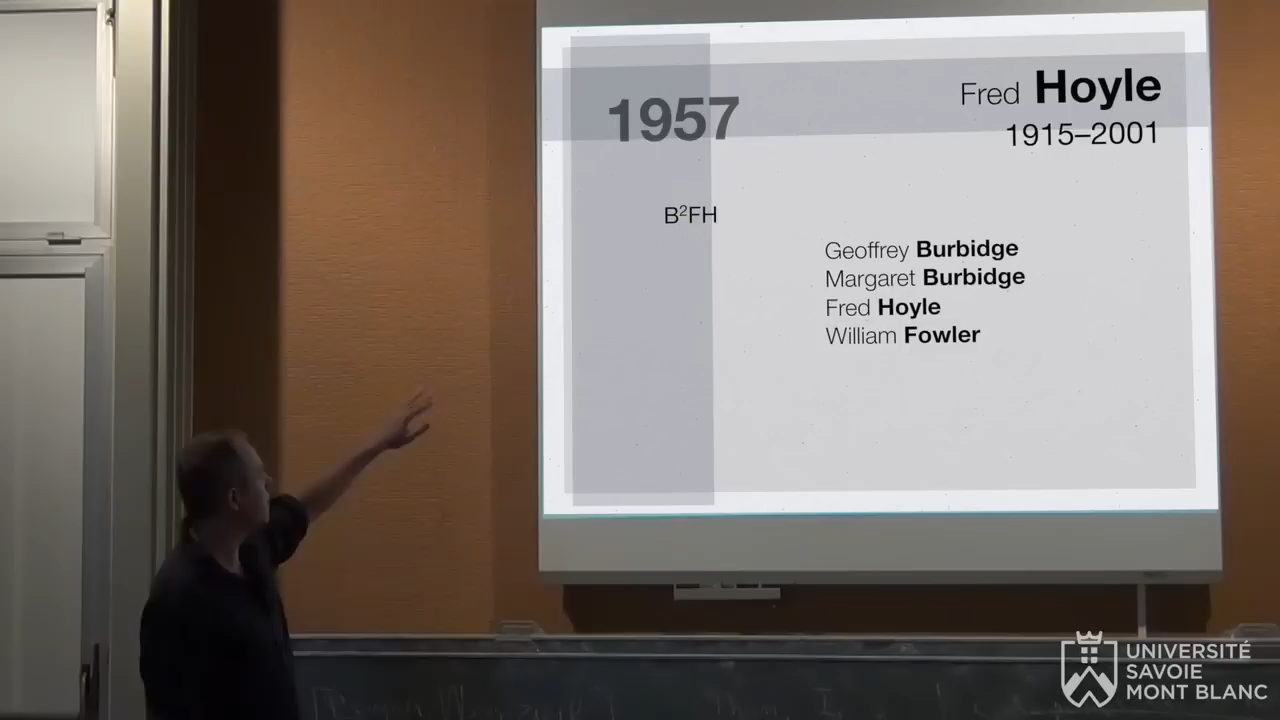 1957
Fred Hoyle
1915–2001
B²FH
Geoffrey Burbidge
Margaret Burbidge
Fred Hoyle
William Fowler
UNIVERSITÉ
SAVOIE
MONT BLANC